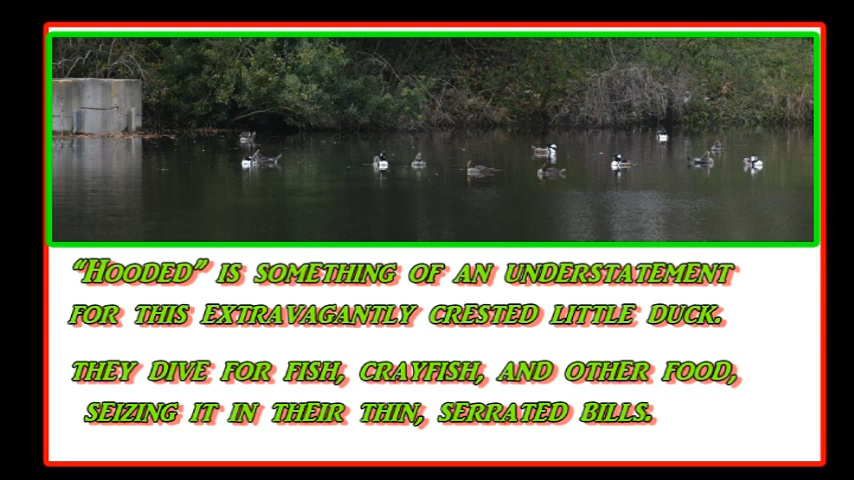 “HOODED” IS SOMETHING OF AN UNDERSTATEMENT
FOR THIS EXTRAVAGANTLY CRESTED LITTLE DUCK.
THEY DIVE FOR FISH, CRAYFISH, AND OTHER FOOD,
SEIZING IT IN THEIR THIN, SERRATED BILLS.